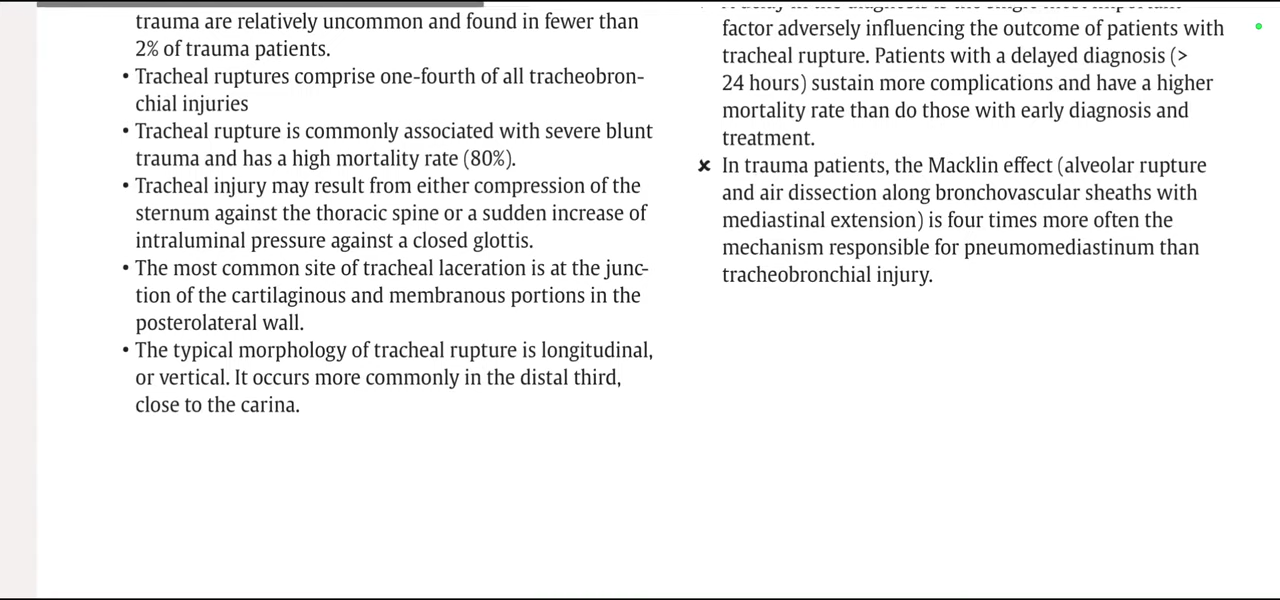 trauma are relatively uncommon and found in fewer than
2% of trauma patients.
• Tracheal ruptures comprise one-fourth of all tracheobron-
chial injuries
• Tracheal rupture is commonly associated with severe blunt
trauma and has a high mortality rate (80%).
• Tracheal injury may result from either compression of the
sternum against the thoracic spine or a sudden increase of
intraluminal pressure against a closed glottis.
• The most common site of tracheal laceration is at the junc-
tion of the cartilaginous and membranous portions in the
posterolateral wall.
• The typical morphology of tracheal rupture is longitudinal,
or vertical. It occurs more commonly in the distal third,
close to the carina.
factor adversely influencing the outcome of patients with
tracheal rupture. Patients with a delayed diagnosis (>
24 hours) sustain more complications and have a higher
mortality rate than do those with early diagnosis and
treatment.
✘ In trauma patients, the Macklin effect (alveolar rupture
and air dissection along bronchovascular sheaths with
mediastinal extension) is four times more often the
mechanism responsible for pneumomediastinum than
tracheobronchial injury.